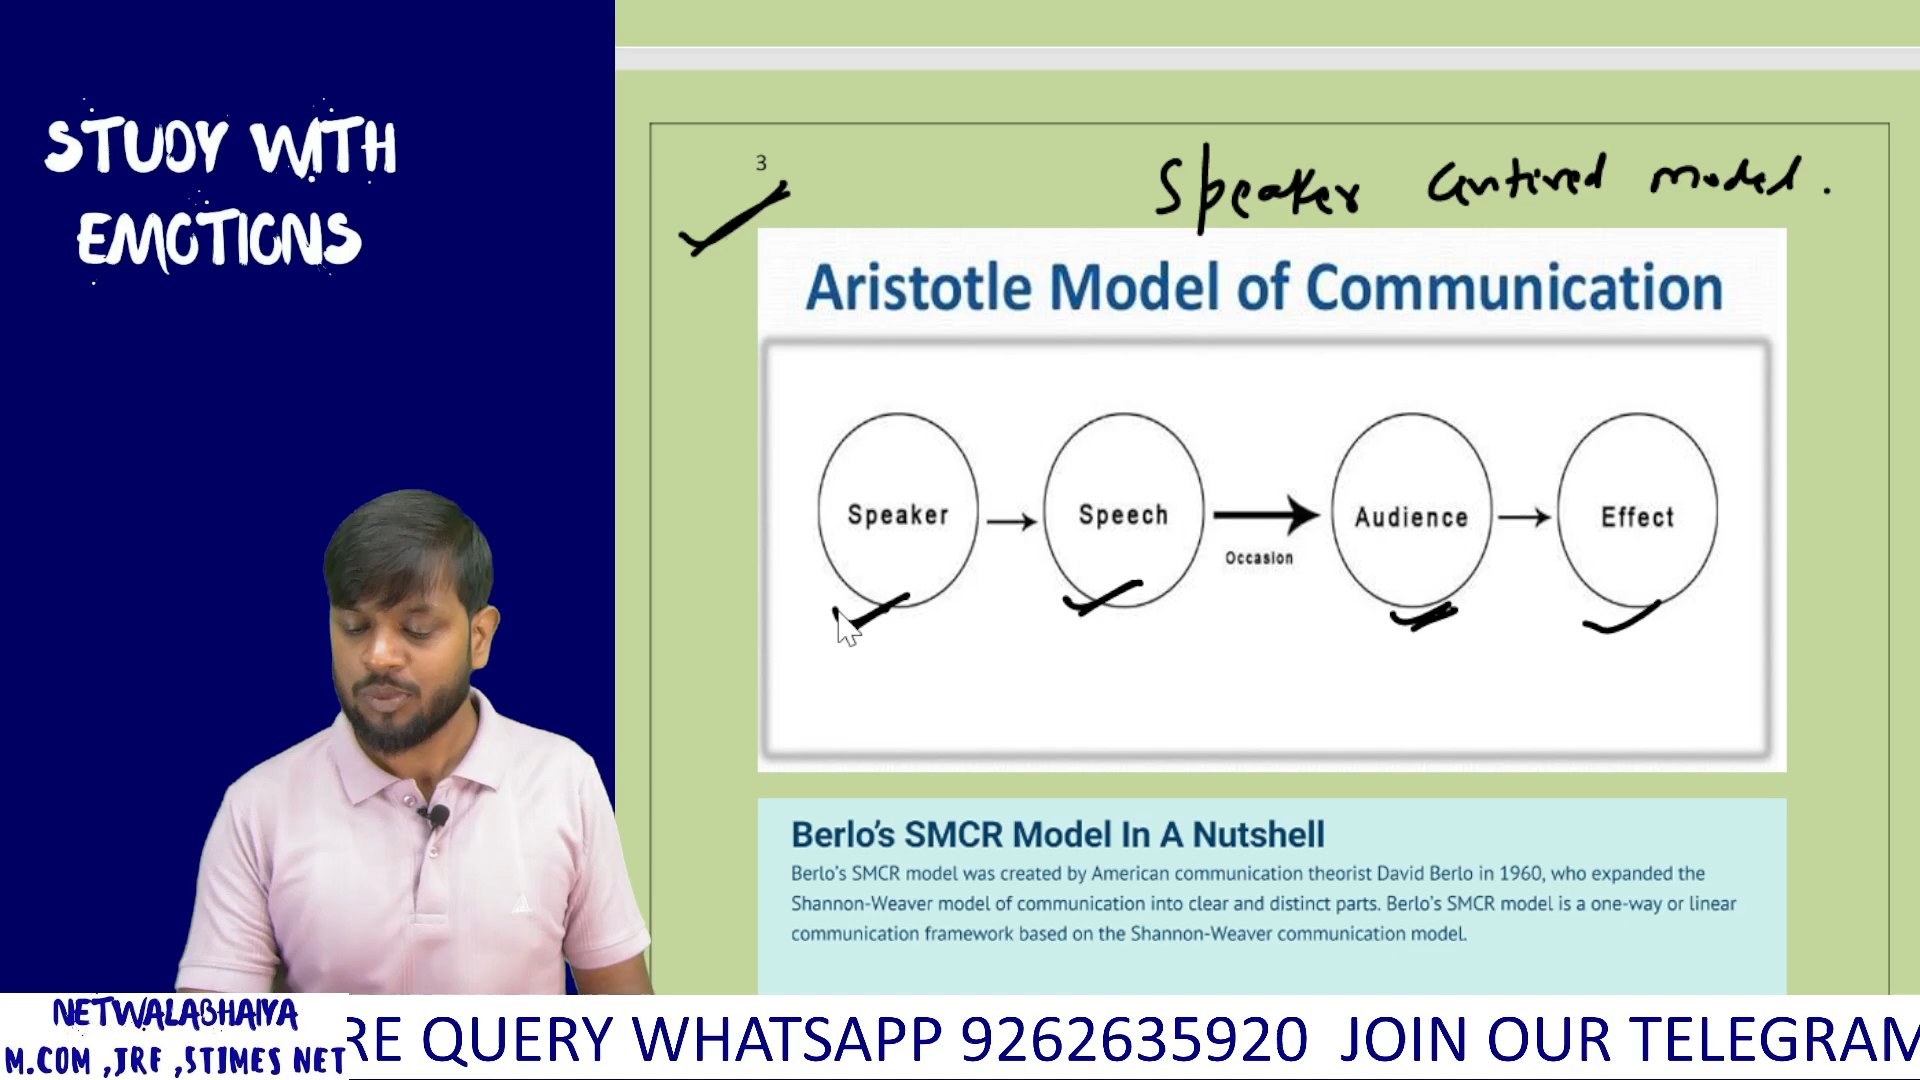 STUDY WITH
EMOTIONS
3
Speaker centired model.
Aristotle Model of Communication
Speaker
Speech
Occasion
Audience
Effect
Berlo's SMCR Model In A Nutshell
Berlo's SMCR model was created by American communication theorist David Berlo in 1960, who expanded the
Shannon-Weaver model of communication into clear and distinct parts. Berlo's SMCR model is a one-way or linear
communication framework based on the Shannon-Weaver communication model.
NETWALABHAIYA
M.COM ,JRF ,5TIMES NET
RE QUERY WHATSAPP 9262635920 JOIN OUR TELEGRAM